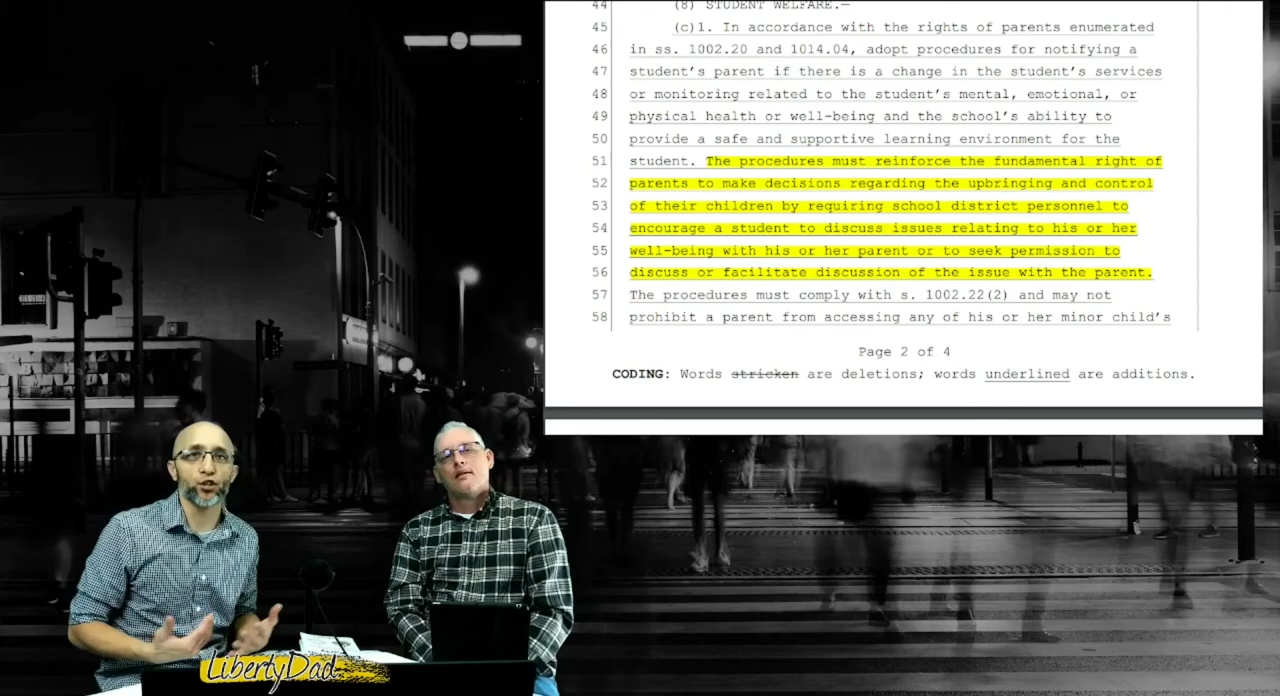 44 (8) STUDENT WELFARE.—
45 (c)1. In accordance with the rights of parents enumerated
46 in ss. 1002.20 and 1014.04, adopt procedures for notifying a
47 student's parent if there is a change in the student's services
48 or monitoring related to the student's mental, emotional, or
49 physical health or well-being and the school's ability to
50 provide a safe and supportive learning environment for the
51 student. The procedures must reinforce the fundamental right of
52 parents to make decisions regarding the upbringing and control
53 of their children by requiring school district personnel to
54 encourage a student to discuss issues relating to his or her
55 well-being with his or her parent or to seek permission to
56 discuss or facilitate discussion of the issue with the parent.
57 The procedures must comply with s. 1002.22(2) and may not
58 prohibit a parent from accessing any of his or her minor child's
Page 2 of 4
CODING: Words stricken are deletions; words underlined are additions.
LibertyDad